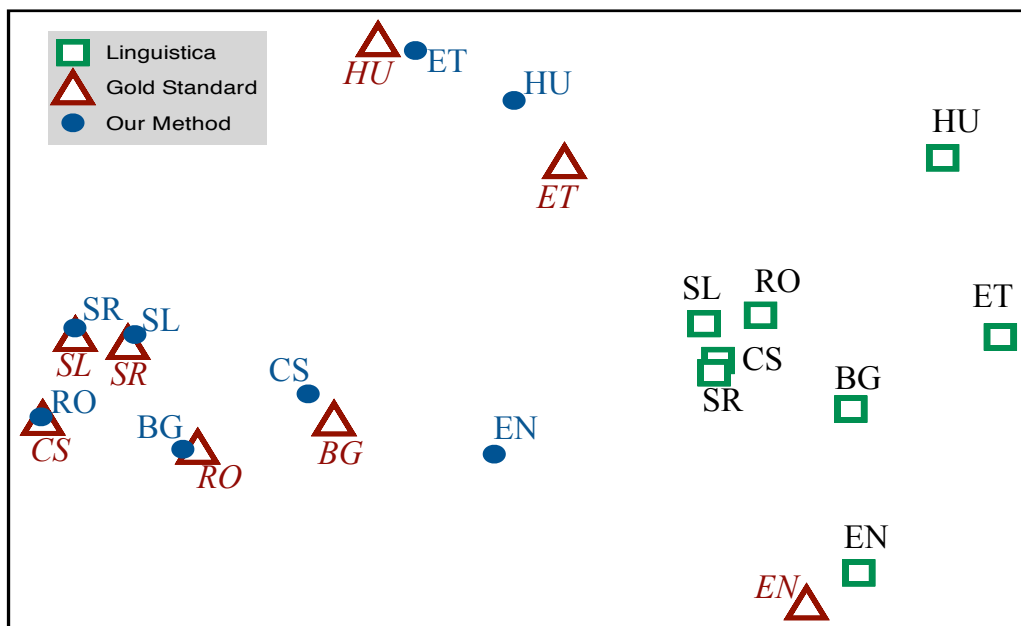 Linguistica
Gold Standard
Our Method
HU
ET
HU
ET
HU
SL
RO
ET
SR
SL
SL
SR
CS
SR
BG
CS
RO
CS
BG
RO
BG
EN
EN
EN